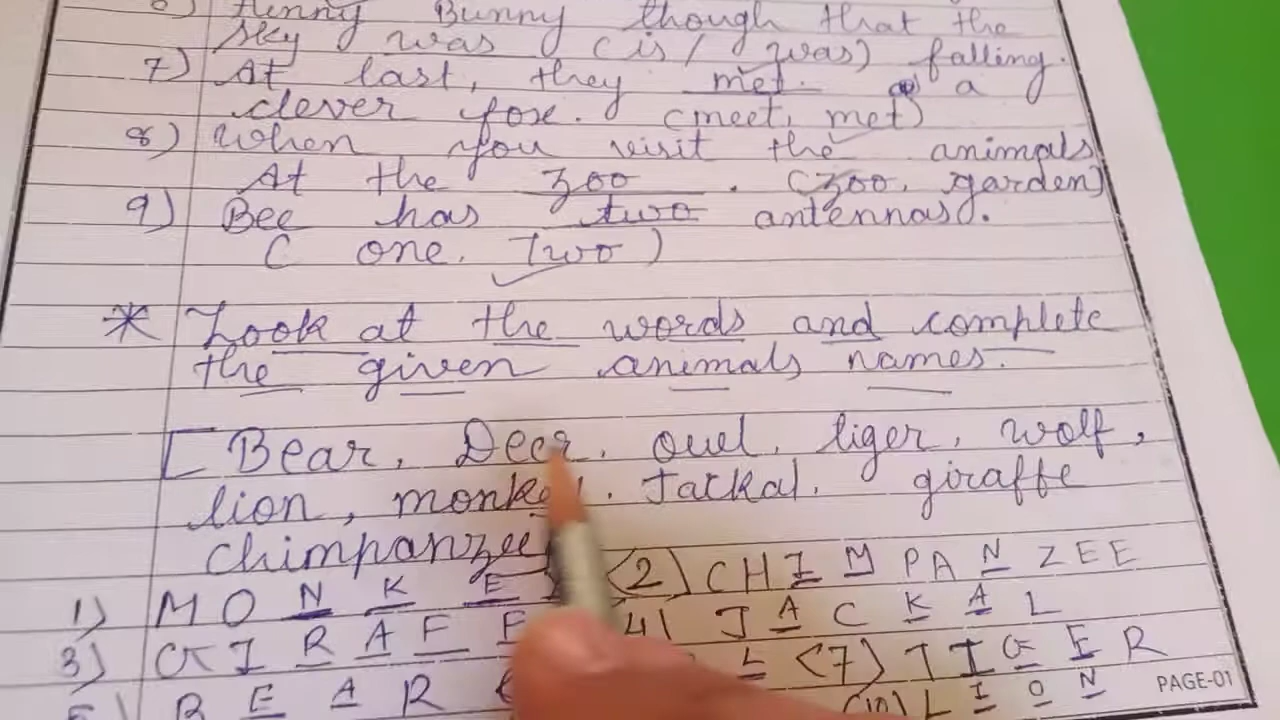 6) Henny Bunny though that the
sky was (is/ was) falling.
7) At last, they met. a
clever fox. (meet, met)
8) When you visit the animals
At the zoo. (zoo, garden)
9) Bee has two antennas.
( one, Two )
* Look at the words and complete
the given animals names.
[ Bear, Deer, owl, tiger, wolf,
lion, monkey, Jackal, giraffe
chimpanzee
1) M O N K E (2) C H I M P A N Z E E
3) G I R A F F 4) J A C K A L
5) B E A R L (7) T I G E R
(10) L I O N
PAGE-01